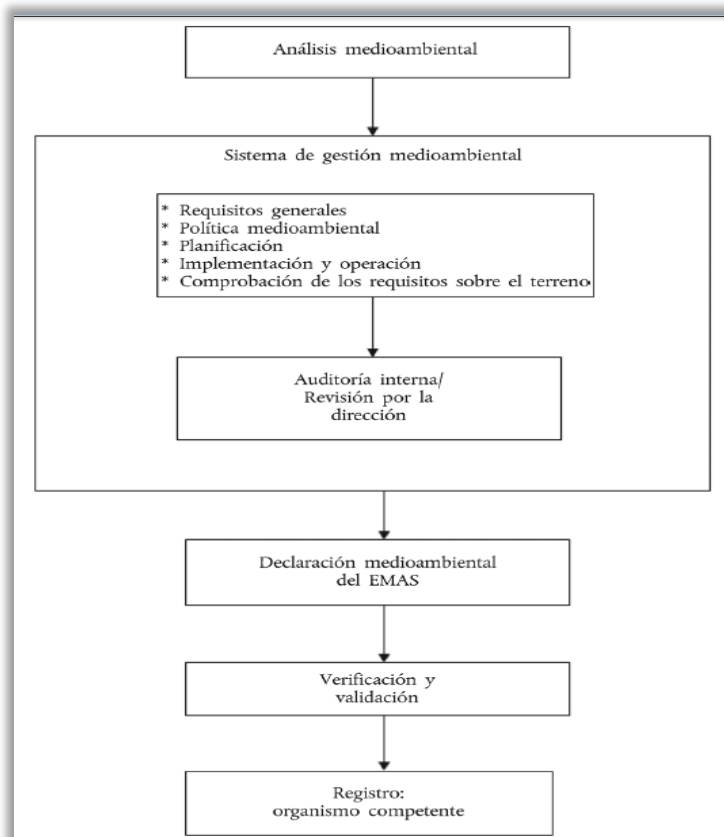 Análisis medioambiental
Sistema de gestión medioambiental
* Requisitos generales
* Política medioambiental
* Planificación
* Implementación y operación
* Comprobación de los requisitos sobre el terreno
Auditoría interna/
Revisión por la
dirección
Declaración medioambiental
del EMAS
Verificación y
validación
Registro:
organismo competente